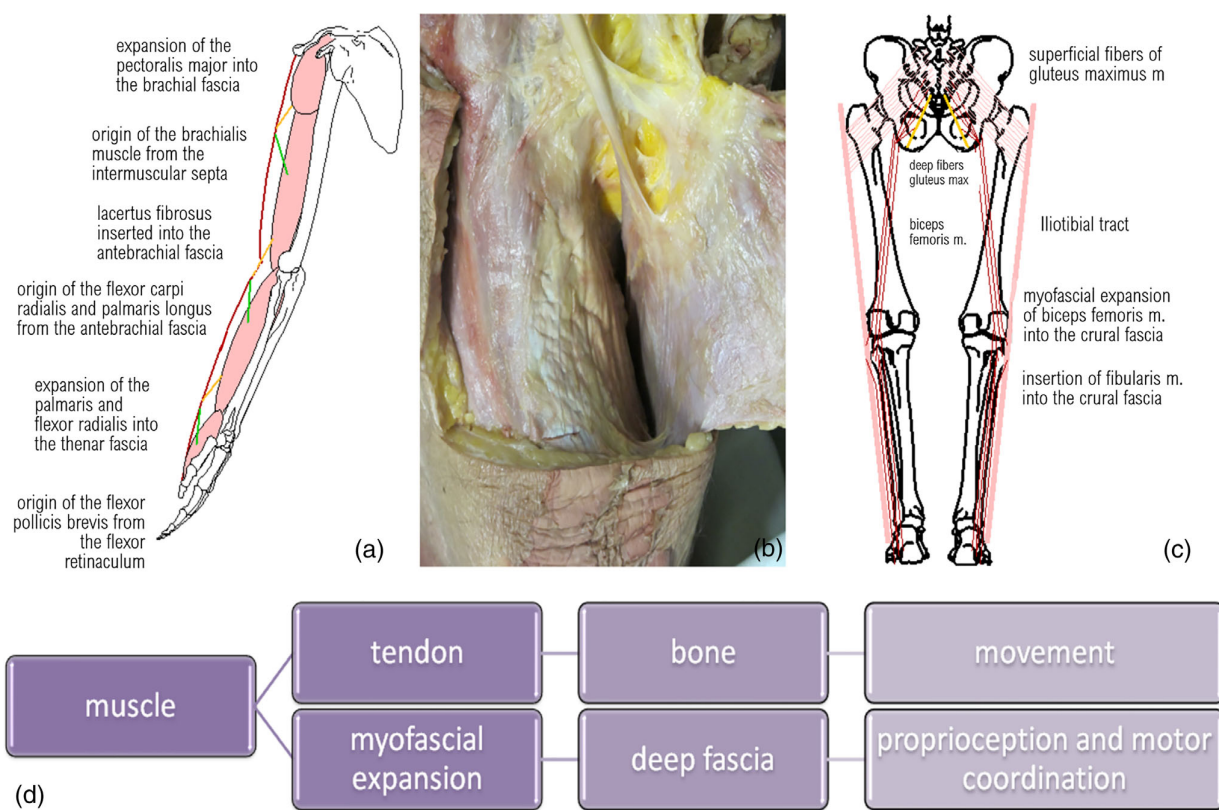 expansion of the
pectoralis major into
the brachial fascia
origin of the brachialis
muscle from the
intermuscular septa
lacertus fibrosus
inserted into the
antebrachial fascia
origin of the flexor carpi
radialis and palmaris longus
from the antebrachial fascia
expansion of the
palmaris and
flexor radialis into
the thenar fascia
origin of the flexor
pollicis brevis from
the flexor
retinaculum
(a)
(b)
superficial fibers of
gluteus maximus m
deep fibers
gluteus max
biceps
femoris m.
Iliotibial tract
myofascial expansion
of biceps femoris m.
into the crural fascia
insertion of fibularis m.
into the crural fascia
(c)
muscle
tendon
bone
movement
myofascial
expansion
deep fascia
proprioception and motor
coordination
(d)